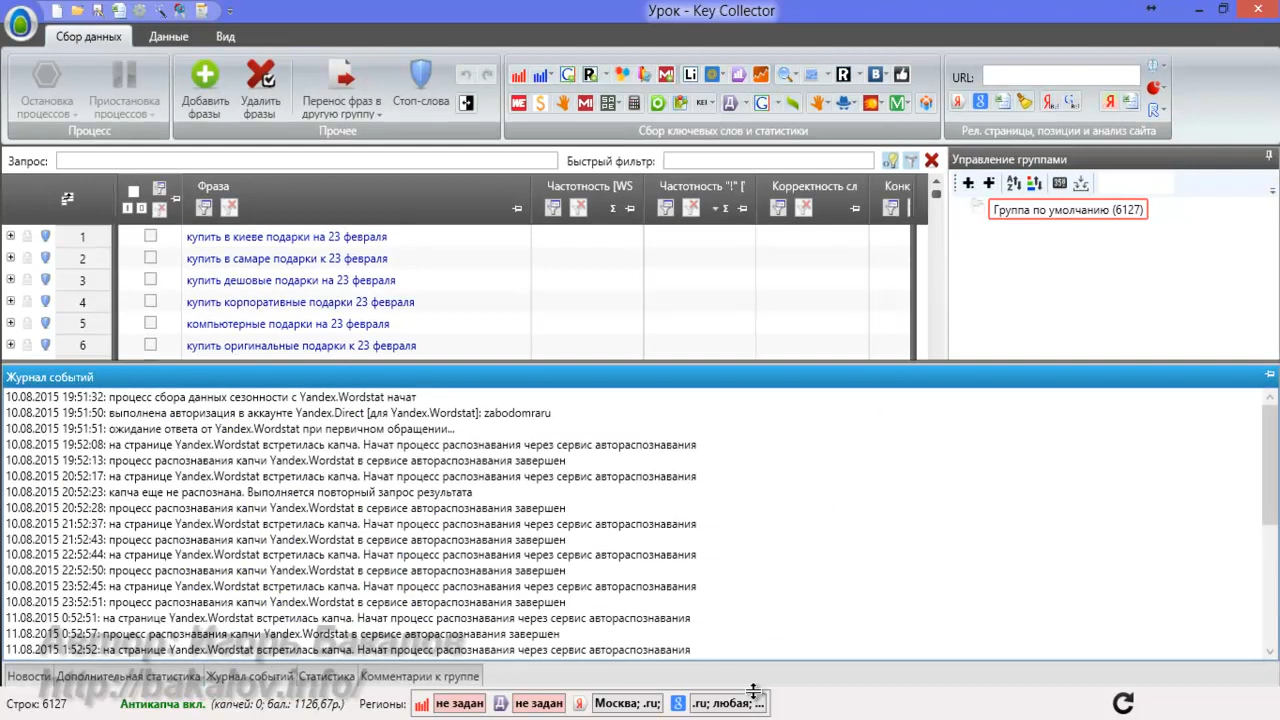 Урок - Key Collector
Сбор данных Данные Вид
Остановка процессов Приостановка процессов Добавить фразы Удалить фразы Перенос фраз в другую группу Стоп-слова URL:
Процесс Прочее Сбор ключевых слов и статистики Рел. страницы, позиции и анализ сайта
Запрос: Быстрый фильтр: Управление группами
Фраза Частотность [WS Частотность "!" [ Корректность сл Конк
Группа по умолчанию (6127)
1 купить в киеве подарки на 23 февраля
2 купить в самаре подарки к 23 февраля
3 купить дешовые подарки на 23 февраля
4 купить корпоративные подарки 23 февраля
5 компьютерные подарки на 23 февраля
6 купить оригинальные подарки к 23 февраля
Журнал событий
10.08.2015 19:51:32: процесс сбора данных сезонности с Yandex.Wordstat начат
10.08.2015 19:51:50: выполнена авторизация в аккаунте Yandex.Direct [для Yandex.Wordstat]: zabodomraru
10.08.2015 19:51:51: ожидание ответа от Yandex.Wordstat при первичном обращении...
10.08.2015 19:52:08: на странице Yandex.Wordstat встретилась капча. Начат процесс распознавания через сервис автораспознавания
10.08.2015 19:52:13: процесс распознавания капчи Yandex.Wordstat в сервисе автораспознавания завершен
10.08.2015 19:52:17: на странице Yandex.Wordstat встретилась капча. Начат процесс распознавания через сервис автораспознавания
10.08.2015 20:52:23: капча еще не распознана. Выполняется повторный запрос результата
10.08.2015 20:52:28: процесс распознавания капчи Yandex.Wordstat в сервисе автораспознавания завершен
10.08.2015 21:52:37: на странице Yandex.Wordstat встретилась капча. Начат процесс распознавания через сервис автораспознавания
10.08.2015 21:52:43: процесс распознавания капчи Yandex.Wordstat в сервисе автораспознавания завершен
10.08.2015 22:52:44: на странице Yandex.Wordstat встретилась капча. Начат процесс распознавания через сервис автораспознавания
10.08.2015 22:52:50: процесс распознавания капчи Yandex.Wordstat в сервисе автораспознавания завершен
10.08.2015 23:52:45: на странице Yandex.Wordstat встретилась капча. Начат процесс распознавания через сервис автораспознавания
10.08.2015 23:52:51: процесс распознавания капчи Yandex.Wordstat в сервисе автораспознавания завершен
11.08.2015 0:52:51: на странице Yandex.Wordstat встретилась капча. Начат процесс распознавания через сервис автораспознавания
11.08.2015 0:52:57: процесс распознавания капчи Yandex.Wordstat в сервисе автораспознавания завершен
11.08.2015 1:52:52: на странице Yandex.Wordstat встретилась капча. Начат процесс распознавания через сервис автораспознавания
Автор: Игорь Бакалов
http://bakalov.info/
Новости Дополнительная статистика Журнал событий Статистика Комментарии к группе
Строк: 6127 Антикапча вкл. (капчей: 0; бал.: 1126,67р.) Регионы: не задан не задан Москва; .ru; .ru; любая; ...